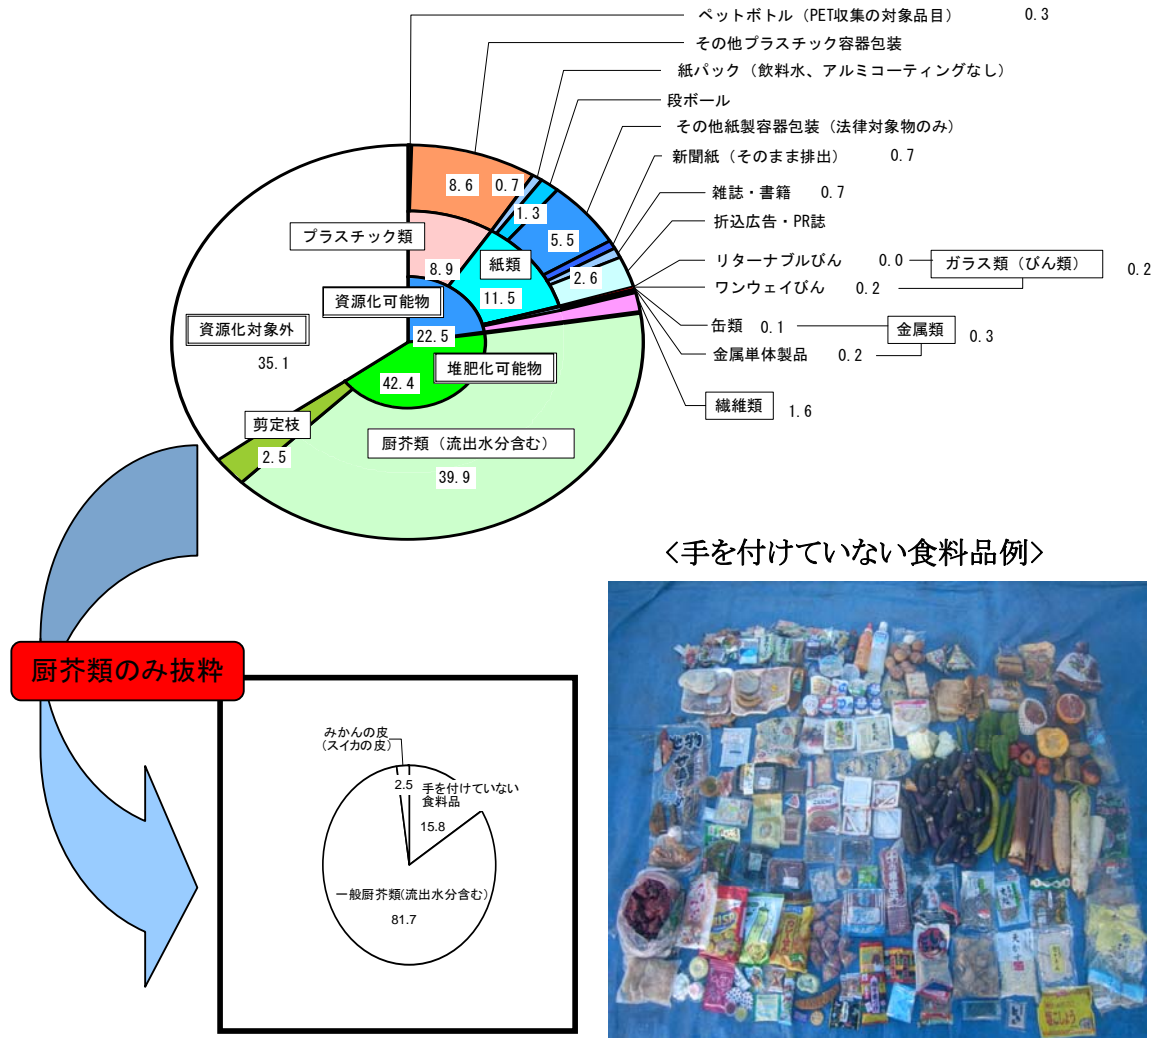 ペットボトル（PET収集の対象品目） 0.3
その他プラスチック容器包装
紙パック（飲料水、アルミコーティングなし）
段ボール
その他紙製容器包装（法律対象物のみ）
新聞紙（そのまま排出） 0.7
雑誌・書籍 0.7
折込広告・PR誌
リターナブルびん 0.0 ガラス類（びん類） 0.2
ワンウェイびん 0.2
缶類 0.1 金属類 0.3
金属単体製品 0.2
繊維類 1.6
8.6
0.7
1.3
5.5
2.6
プラスチック類
8.9
紙類
11.5
資源化可能物
22.5
資源化対象外
35.1
堆肥化可能物
42.4
剪定枝
2.5
厨芥類（流出水分含む）
39.9
<手を付けていない食料品例>
厨芥類のみ抜粋
みかんの皮
(スイカの皮)
2.5
手を付けていない
食料品
15.8
一般厨芥類(流出水分含む)
81.7